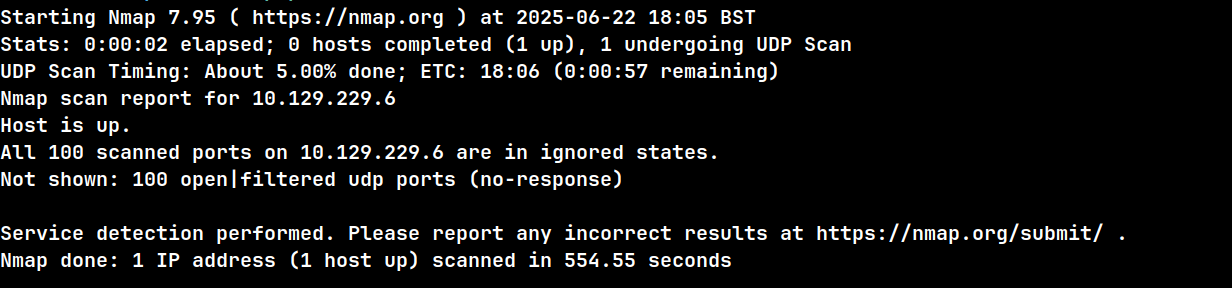 Starting Nmap 7.95 ( https://nmap.org ) at 2025-06-22 18:05 BST
Stats: 0:00:02 elapsed; 0 hosts completed (1 up), 1 undergoing UDP Scan
UDP Scan Timing: About 5.00% done; ETC: 18:06 (0:00:57 remaining)
Nmap scan report for 10.129.229.6
Host is up.
All 100 scanned ports on 10.129.229.6 are in ignored states.
Not shown: 100 open|filtered udp ports (no-response)

Service detection performed. Please report any incorrect results at https://nmap.org/submit/ .
Nmap done: 1 IP address (1 host up) scanned in 554.55 seconds